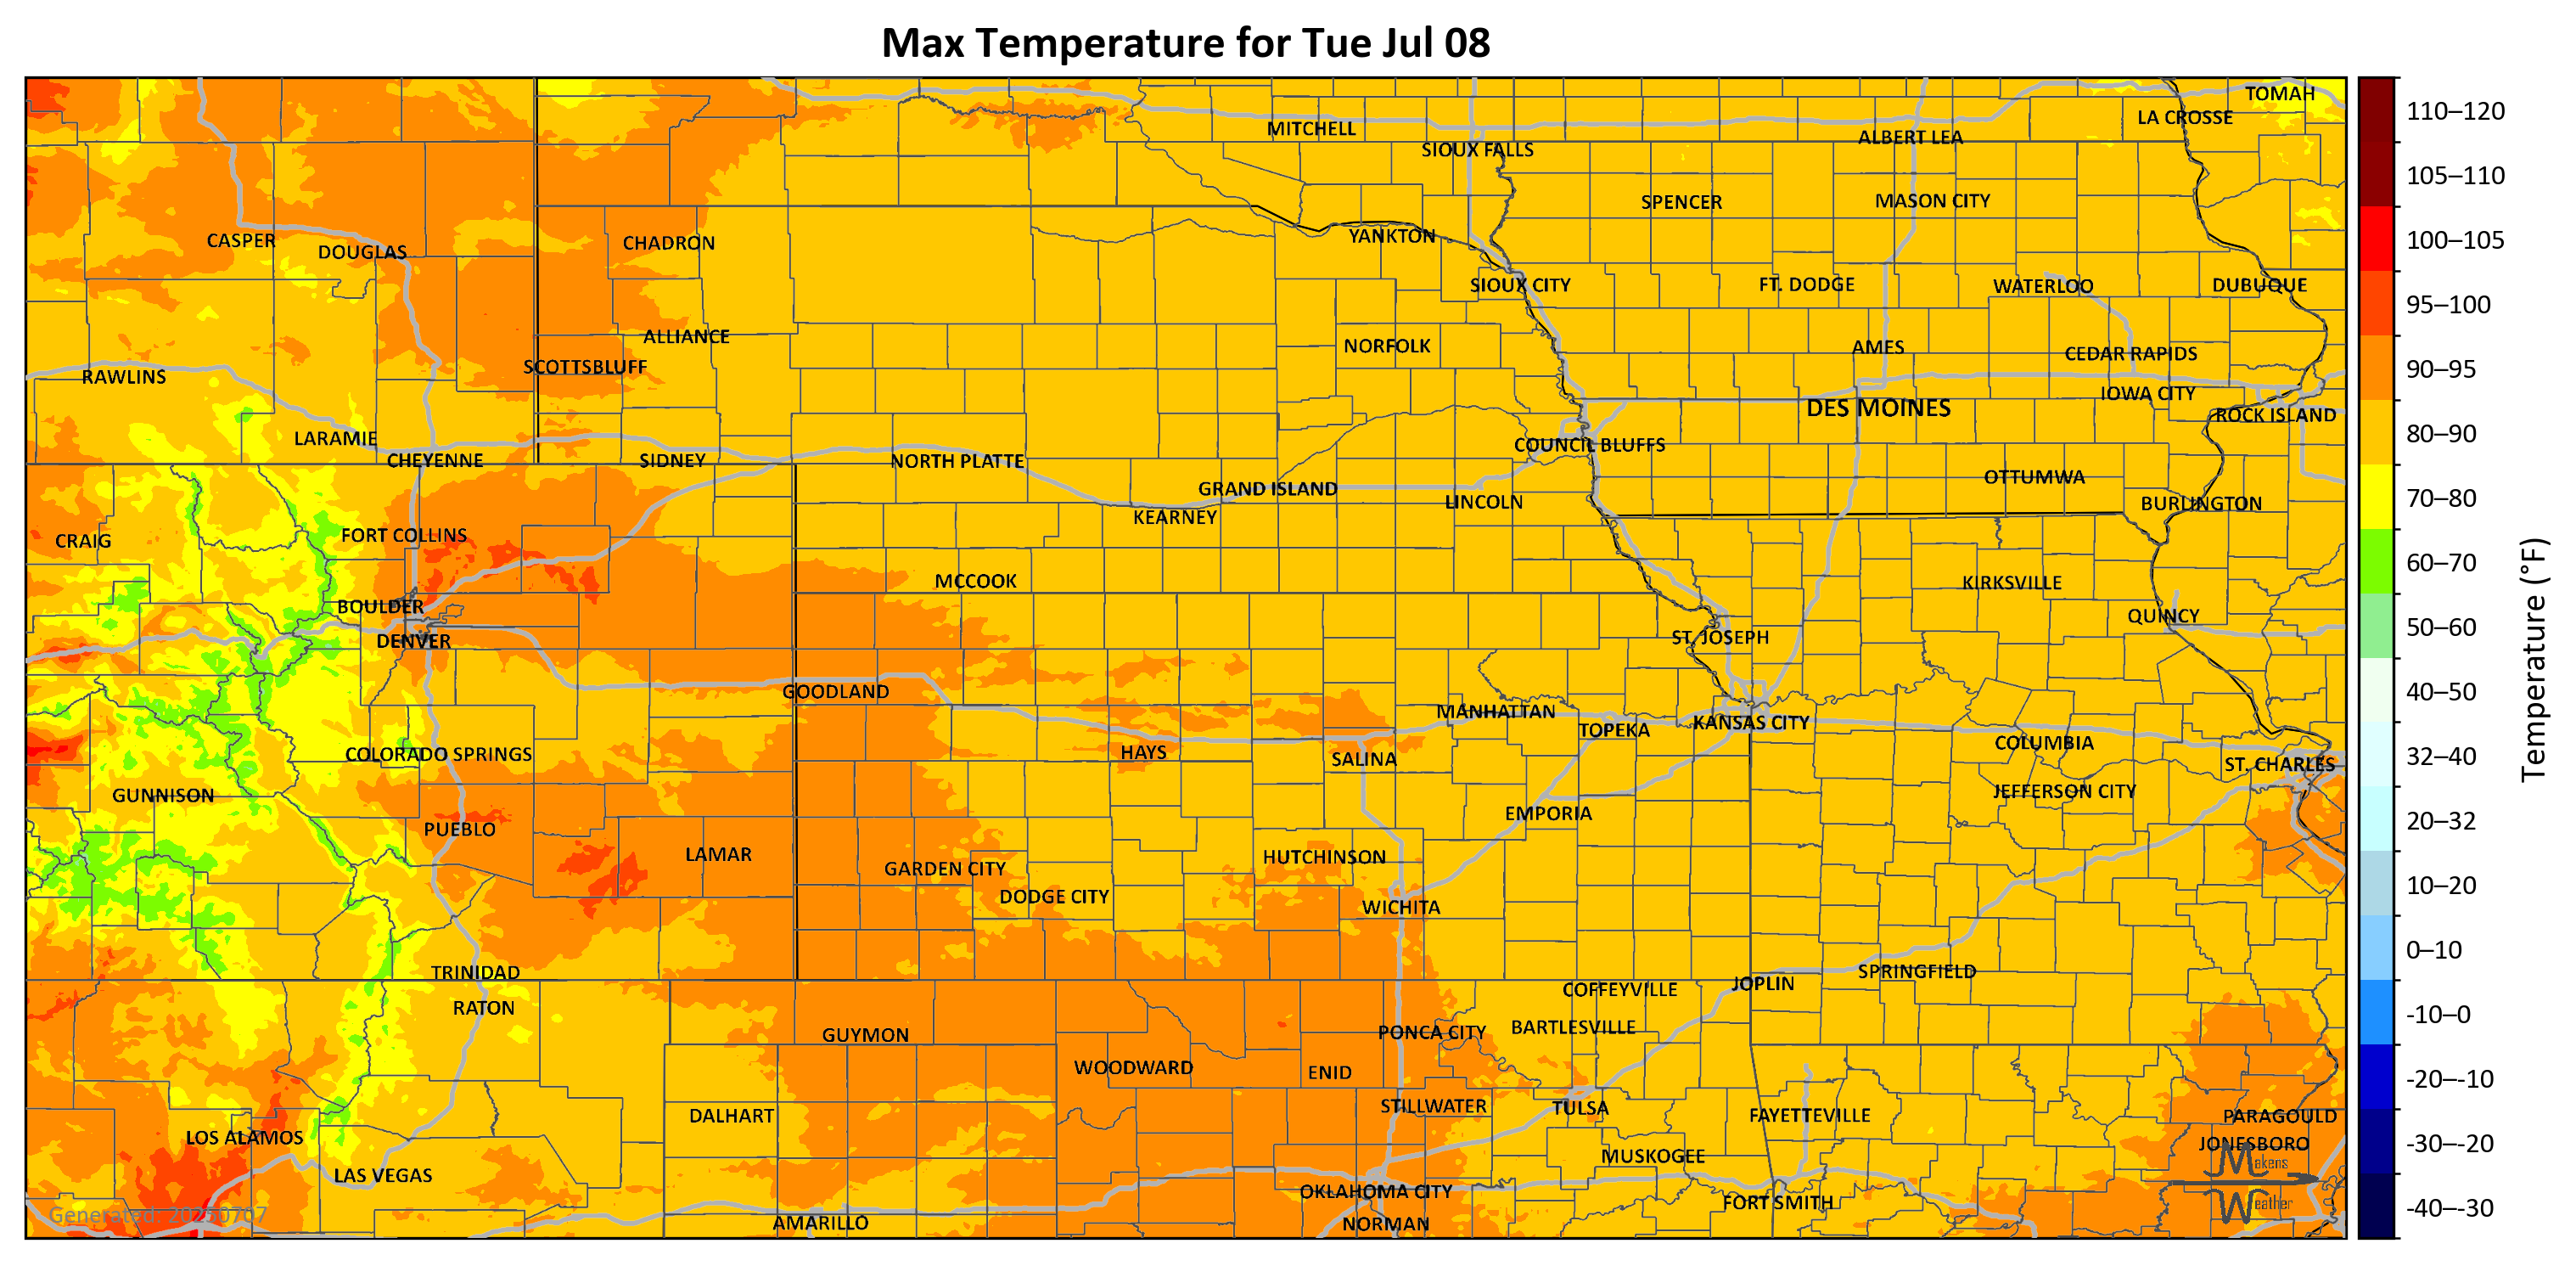 Max Temperature for Tue Jul 08
TOMAH
LA CROSSE
MITCHELL
ALBERT LEA
SIOUX FALLS
SPENCER
MASON CITY
YANKTON
CASPER
CHADRON
DOUGLAS
SIOUX CITY
FT. DODGE
WATERLOO
DUBUQUE
ALLIANCE
NORFOLK
AMES
CEDAR RAPIDS
SCOTTSBLUFF
RAWLINS
IOWA CITY
DES MOINES
ROCK ISLAND
LARAMIE
COUNCIL BLUFFS
CHEYENNE
SIDNEY
NORTH PLATTE
OTTUMWA
GRAND ISLAND
LINCOLN
BURLINGTON
KEARNEY
FORT COLLINS
CRAIG
MCCOOK
KIRKSVILLE
BOULDER
QUINCY
ST. JOSEPH
DENVER
GOODLAND
MANHATTAN
KANSAS CITY
TOPEKA
COLUMBIA
HAYS
COLORADO SPRINGS
SALINA
ST. CHARLES
JEFFERSON CITY
GUNNISON
EMPORIA
PUEBLO
LAMAR
HUTCHINSON
GARDEN CITY
DODGE CITY
WICHITA
TRINIDAD
SPRINGFIELD
JOPLIN
COFFEYVILLE
RATON
BARTLESVILLE
PONCA CITY
GUYMON
WOODWARD
ENID
STILLWATER
TULSA
DALHART
FAYETTEVILLE
PARAGOULD
LOS ALAMOS
JONESBORO
MUSKOGEE
LAS VEGAS
OKLAHOMA CITY
FORT SMITH
AMARILLO
NORMAN
Generated: 20250707
Makens
Weather
110–120
105–110
100–105
95–100
90–95
80–90
70–80
60–70
50–60
40–50
32–40
20–32
10–20
0–10
-10–0
-20–-10
-30–-20
-40–-30
Temperature (°F)